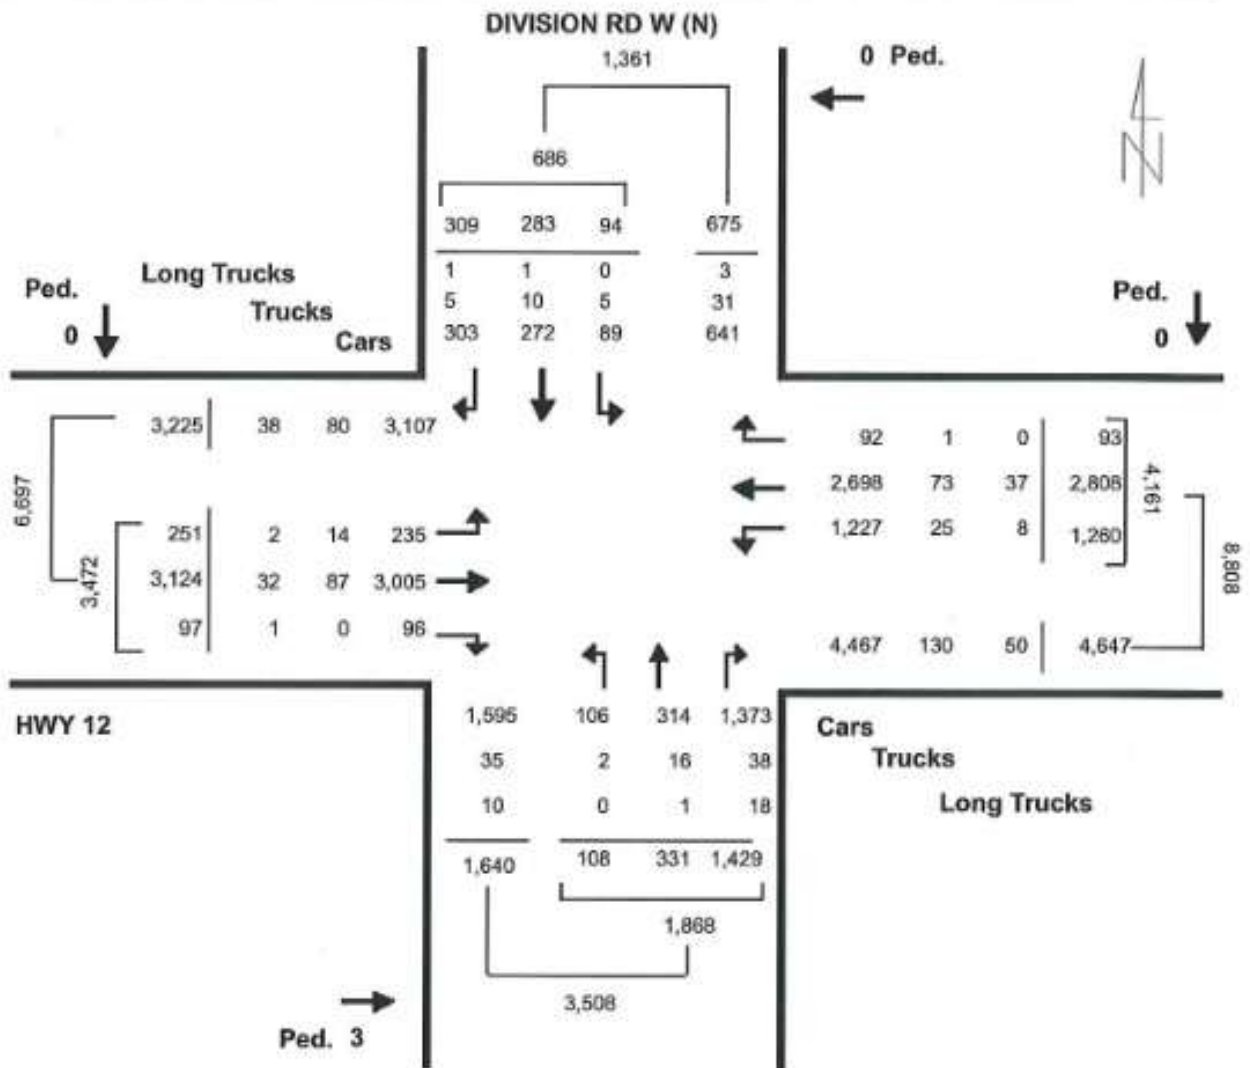 DIVISION RD W (N)
1,361
0 Ped.
N
686
309 283 94 675
1 1 0 3
5 10 5 31
303 272 89 641
Long Trucks
Trucks
Cars
Ped.
0
Ped.
0
3,225 38 80 3,107
6,697
251 2 14 235
3,472
3,124 32 87 3,005
97 1 0 96
92 1 0 93
2,698 73 37 2,808
4,161
1,227 25 8 1,260
8,808
4,467 130 50 4,647
HWY 12
1,595 106 314 1,373
35 2 16 38
10 0 1 18
1,640 108 331 1,429
1,868
3,508
Cars
Trucks
Long Trucks
Ped. 3